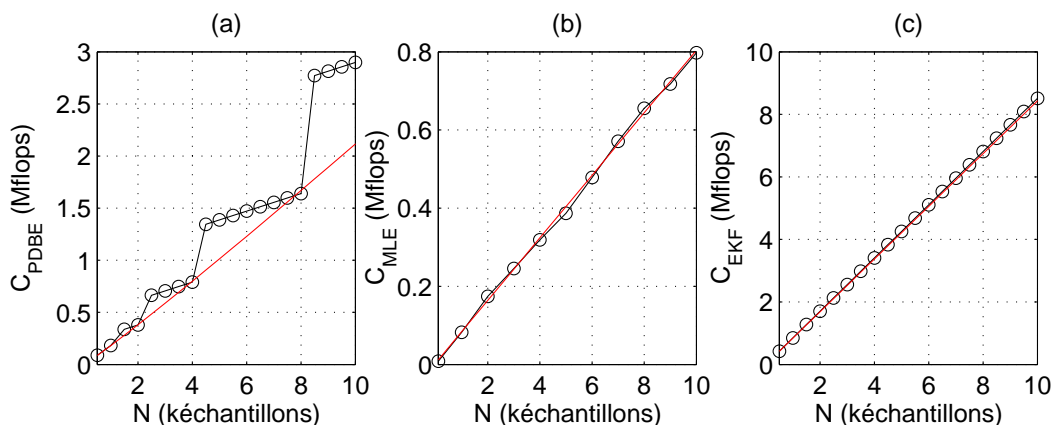 (a)
3
2.5
2
1.5
1
0.5
0
2 4 6 8 10
N (kéchantillons)
C_PDBE (Mflops)
(b)
0.8
0.6
0.4
0.2
0
2 4 6 8 10
N (kéchantillons)
C_MLE (Mflops)
(c)
10
8
6
4
2
0
2 4 6 8 10
N (kéchantillons)
C_EKF (Mflops)